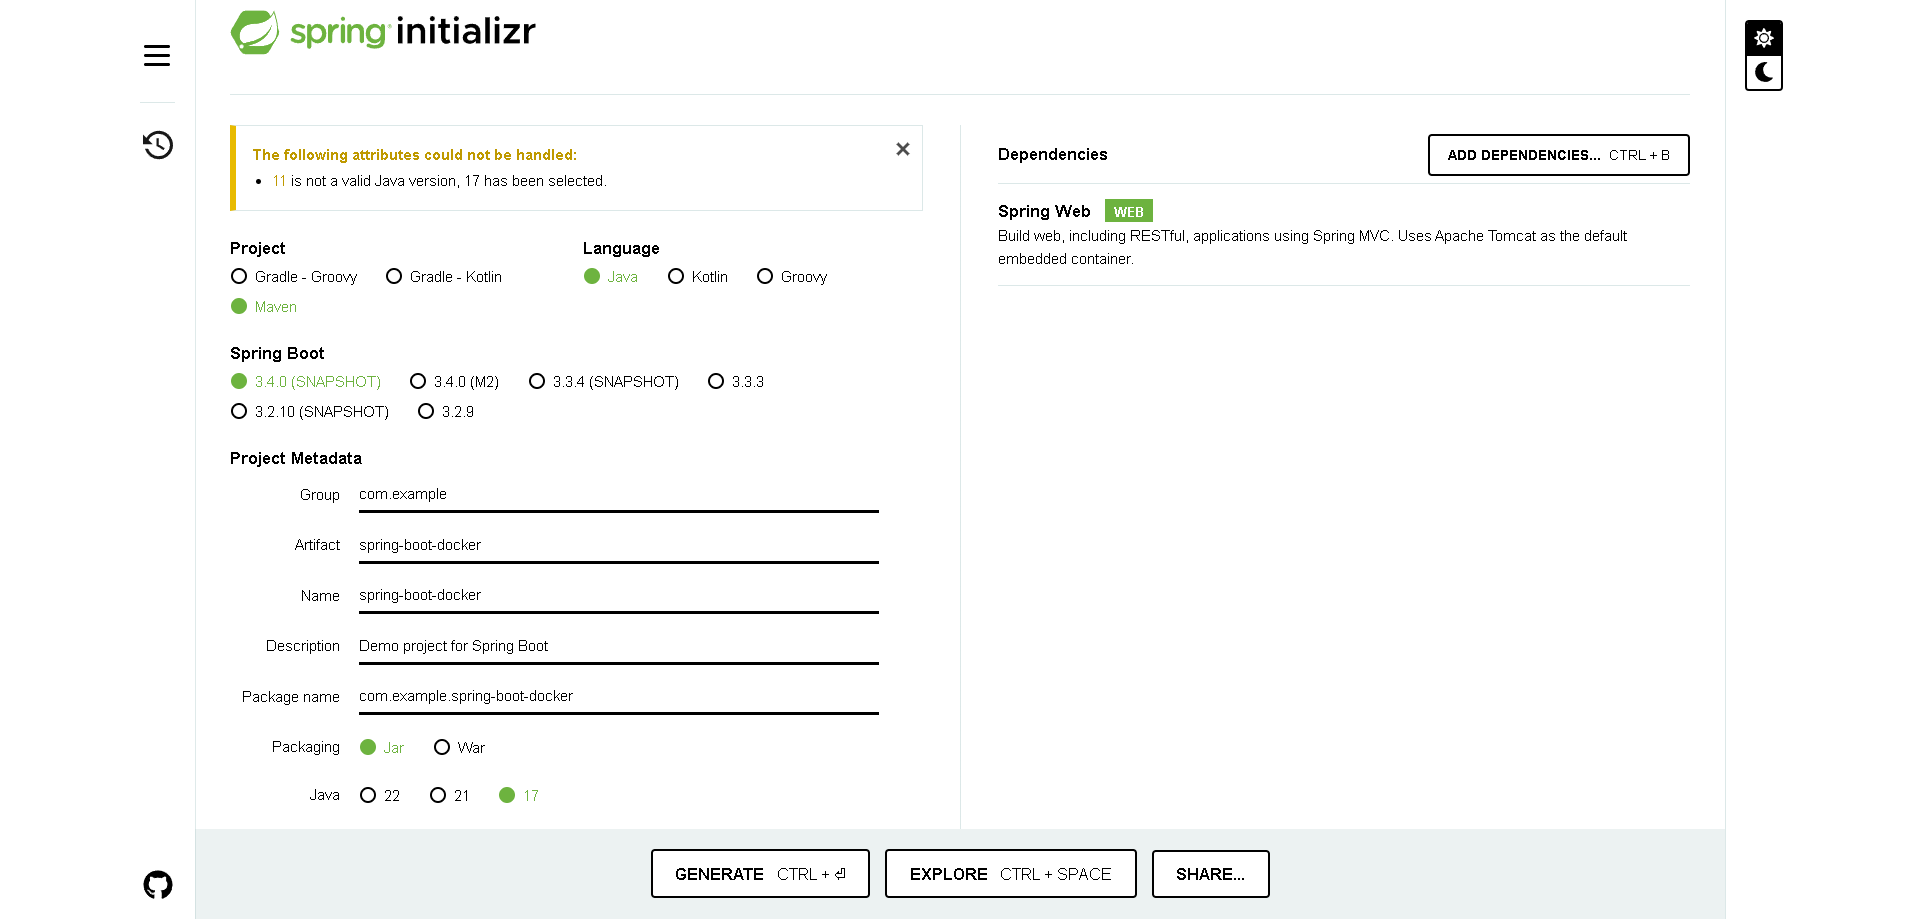 spring initializr
The following attributes could not be handled:
11 is not a valid Java version, 17 has been selected.
Project
Gradle - Groovy
Gradle - Kotlin
Maven
Language
Java
Kotlin
Groovy
Spring Boot
3.4.0 (SNAPSHOT)
3.4.0 (M2)
3.3.4 (SNAPSHOT)
3.3.3
3.2.10 (SNAPSHOT)
3.2.9
Project Metadata
Group com.example
Artifact spring-boot-docker
Name spring-boot-docker
Description Demo project for Spring Boot
Package name com.example.spring-boot-docker
Packaging Jar War
Java 22 21 17
Dependencies
ADD DEPENDENCIES... CTRL + B
Spring Web WEB
Build web, including RESTful, applications using Spring MVC. Uses Apache Tomcat as the default
embedded container.
GENERATE CTRL + ⏎
EXPLORE CTRL + SPACE
SHARE...